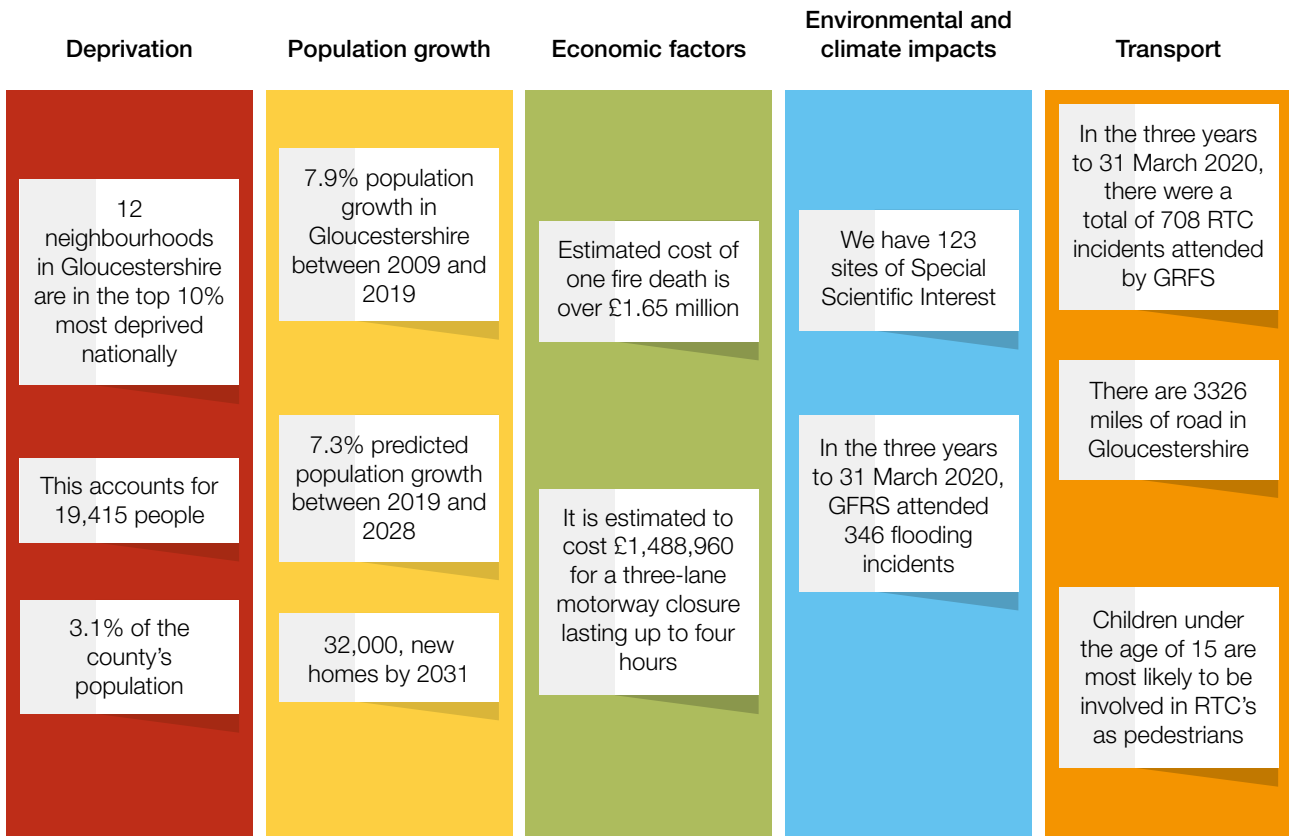 Deprivation
12
neighbourhoods
in Gloucestershire
are in the top 10%
most deprived
nationally
This accounts for
19,415 people
3.1% of the
county's
population
Population growth
7.9% population
growth in
Gloucestershire
between 2009 and
2019
7.3% predicted
population growth
between 2019 and
2028
32,000, new
homes by 2031
Economic factors
Estimated cost of
one fire death is
over £1.65 million
It is estimated to
cost £1,488,960
for a three-lane
motorway closure
lasting up to four
hours
Environmental and
climate impacts
We have 123
sites of Special
Scientific Interest
In the three years
to 31 March 2020,
GFRS attended
346 flooding
incidents
Transport
In the three years
to 31 March 2020,
there were a
total of 708 RTC
incidents attended
by GRFS
There are 3326
miles of road in
Gloucestershire
Children under
the age of 15 are
most likely to be
involved in RTC's
as pedestrians